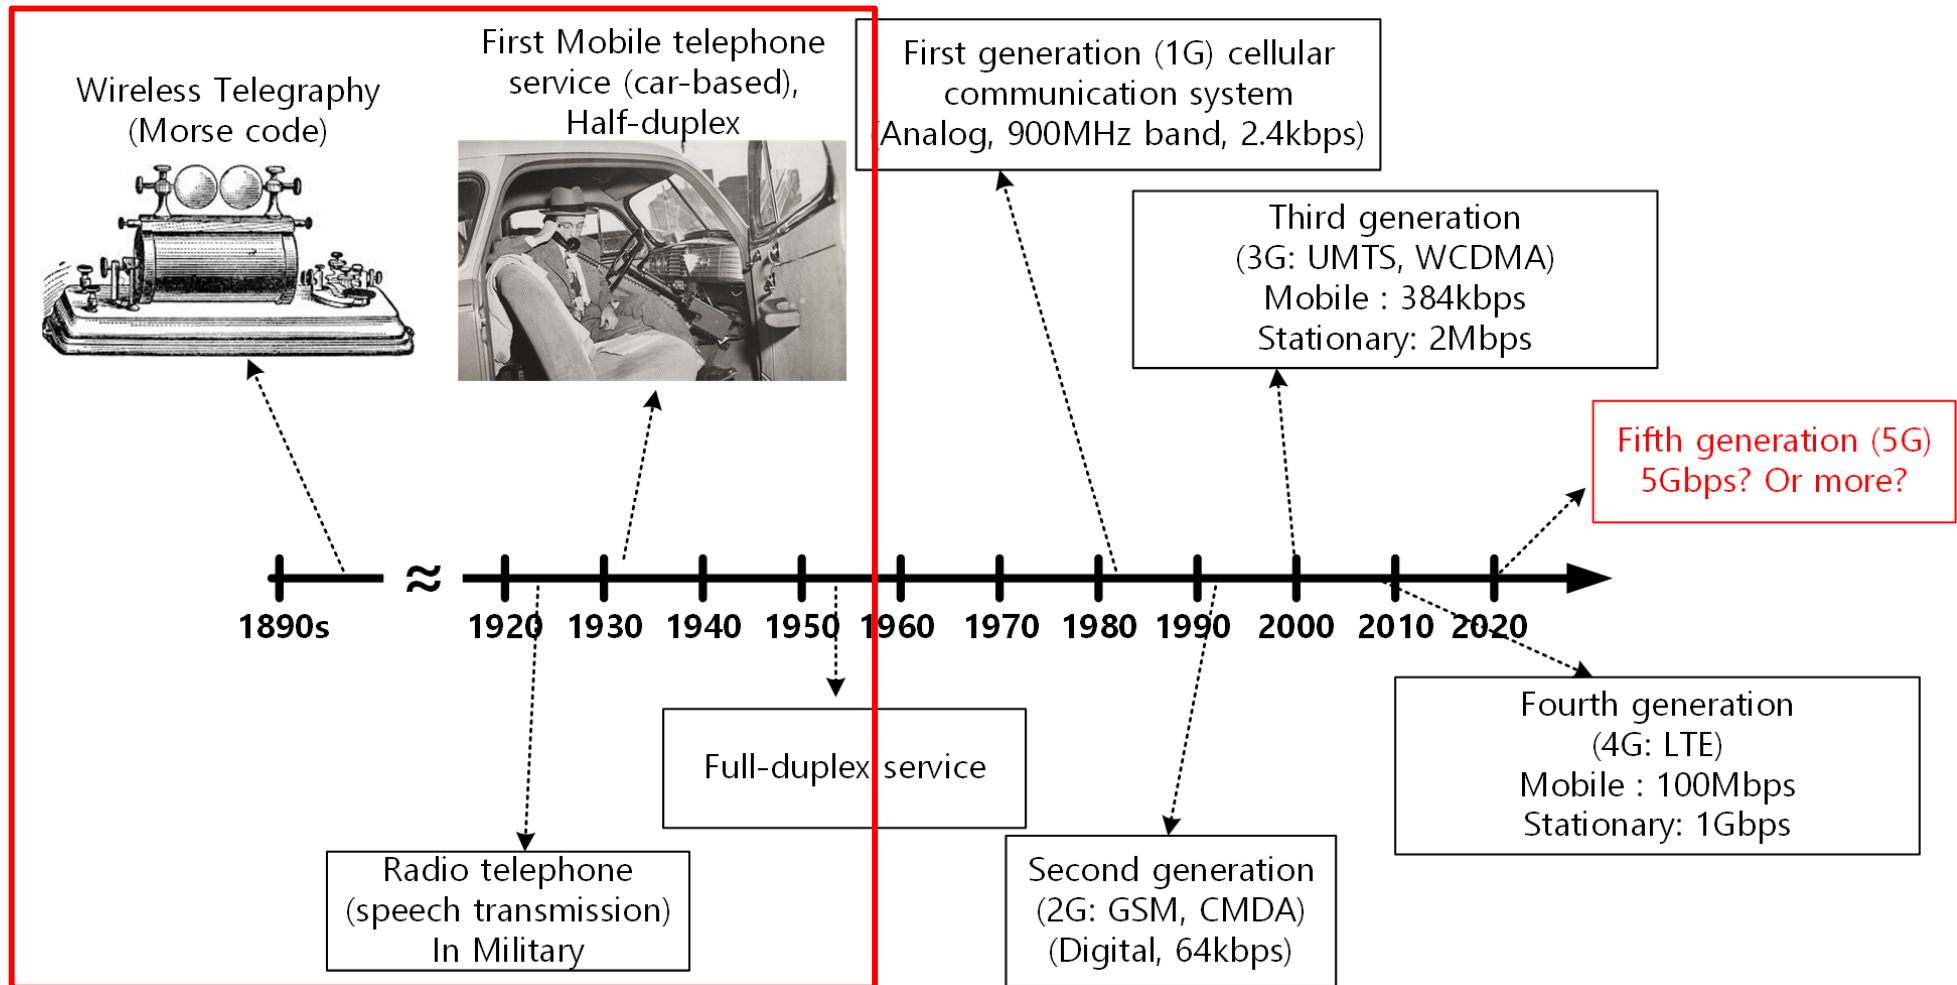 Wireless Telegraphy
(Morse code)
First Mobile telephone
service (car-based),
Half-duplex
First generation (1G) cellular
communication system
(Analog, 900MHz band, 2.4kbps)
Third generation
(3G: UMTS, WCDMA)
Mobile : 384kbps
Stationary: 2Mbps
Fifth generation (5G)
5Gbps? Or more?
≈
1890s
1920
1930
1940
1950
1960
1970
1980
1990
2000
2010
2020
Full-duplex service
Radio telephone
(speech transmission)
In Military
Second generation
(2G: GSM, CMDA)
(Digital, 64kbps)
Fourth generation
(4G: LTE)
Mobile : 100Mbps
Stationary: 1Gbps